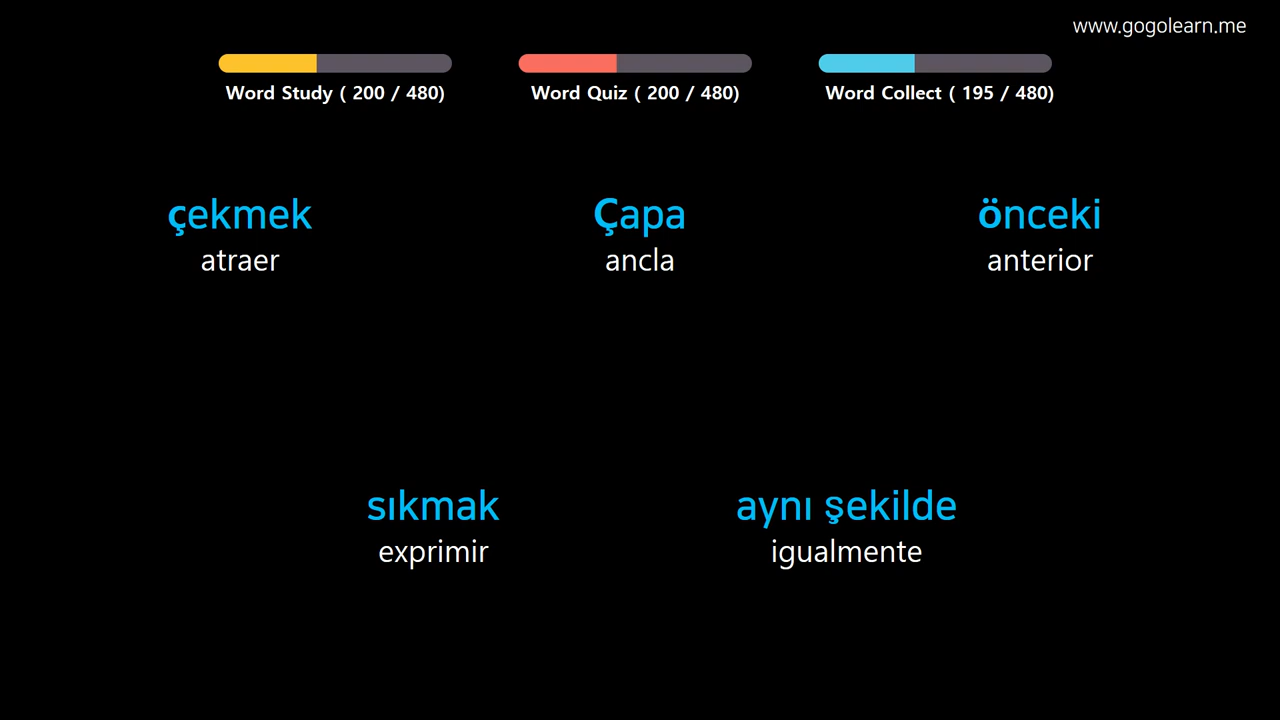 www.gogolearn.me
Word Study ( 200 / 480)
Word Quiz ( 200 / 480)
Word Collect ( 195 / 480)
çekmek
atraer
Çapa
ancla
önceki
anterior
sıkmak
exprimir
aynı şekilde
igualmente